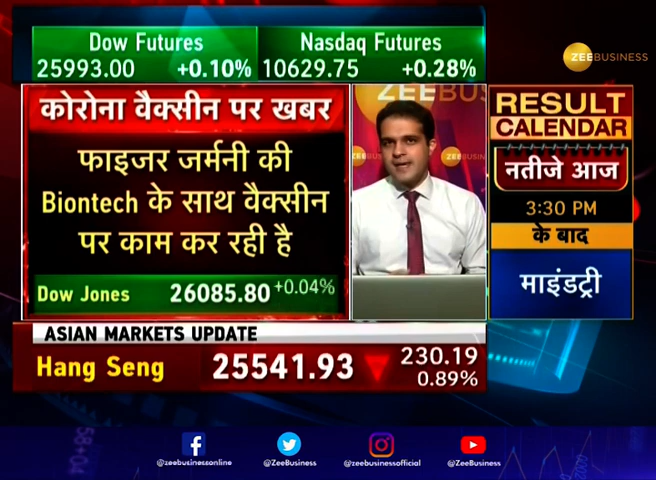 Dow Futures
25993.00 +0.10%
Nasdaq Futures
10629.75 +0.28%
ZEEBUSINESS
कोरोना वैक्सीन पर खबर
फाइजर जर्मनी की
Biontech के साथ वैक्सीन
पर काम कर रही है
Dow Jones 26085.80 +0.04%
ZEEBUS
RESULT
CALENDAR
नतीजे आज
3:30 PM
के बाद
माइंडट्री
ASIAN MARKETS UPDATE
Hang Seng 25541.93 ▼ 230.19
0.89%
@zeebusinessonline
@ZeeBusiness
@zeebusinessofficial
@ZeeBusiness